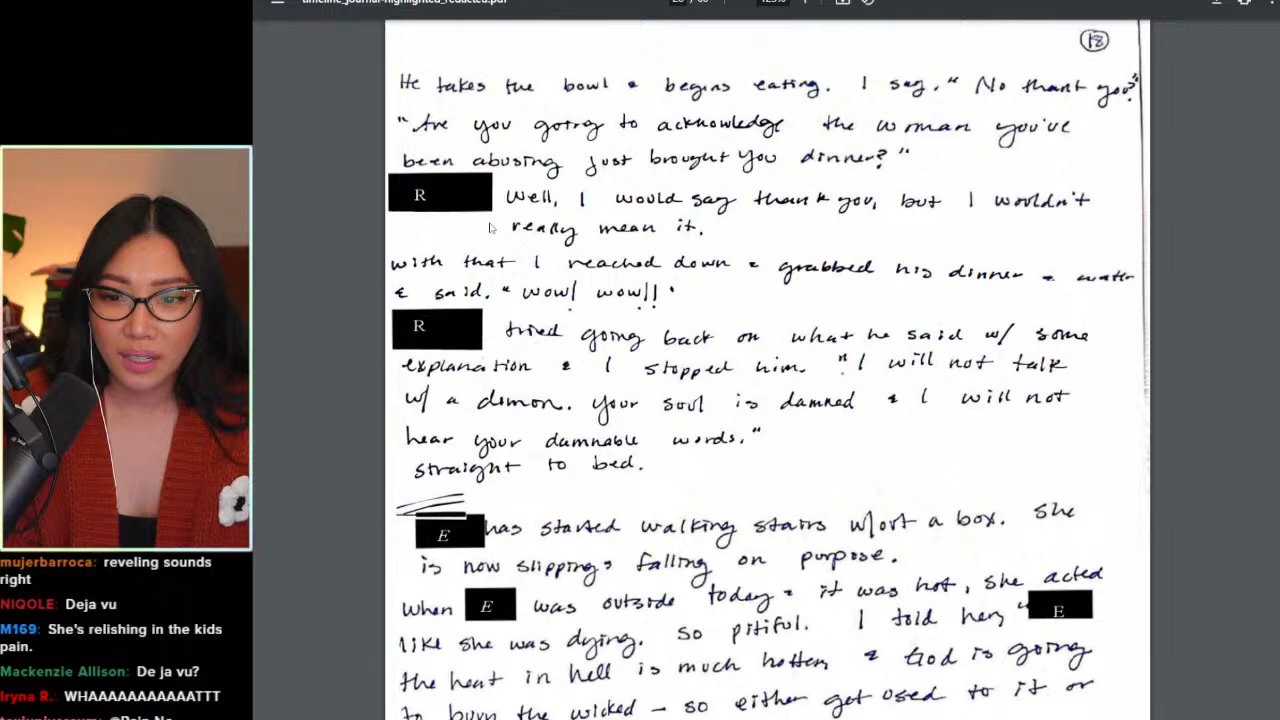 timeline_journal-highlighted_redacted.pdf
18
He takes the bowl & begins eating. I say, "No thank you?"
"Are you going to acknowledge the woman you've
been abusing just brought you dinner?"
R Well, I would say thank you, but I wouldn't
really mean it.
with that I reached down & grabbed his dinner & water
& said, "wow! wow!!"
R tried going back on what he said w/ some
explanation & I stopped him. "I will not talk
w/ a demon. Your soul is damned & I will not
hear your damnable words."
straight to bed.
E has started walking stairs w/out a box. She
is now slipping & falling on purpose.
When E was outside today & it was hot, she acted
like she was dying. So pitiful. I told her, "E
the heat in hell is much hotter, & God is going
to burn the wicked – so either get used to it or
mujerbarroca: reveling sounds
right
NIQOLE: Deja vu
M169: She's relishing in the kids
pain.
Mackenzie Allison: De ja vu?
Iryna R.: WHAAAAAAAAAAATTT